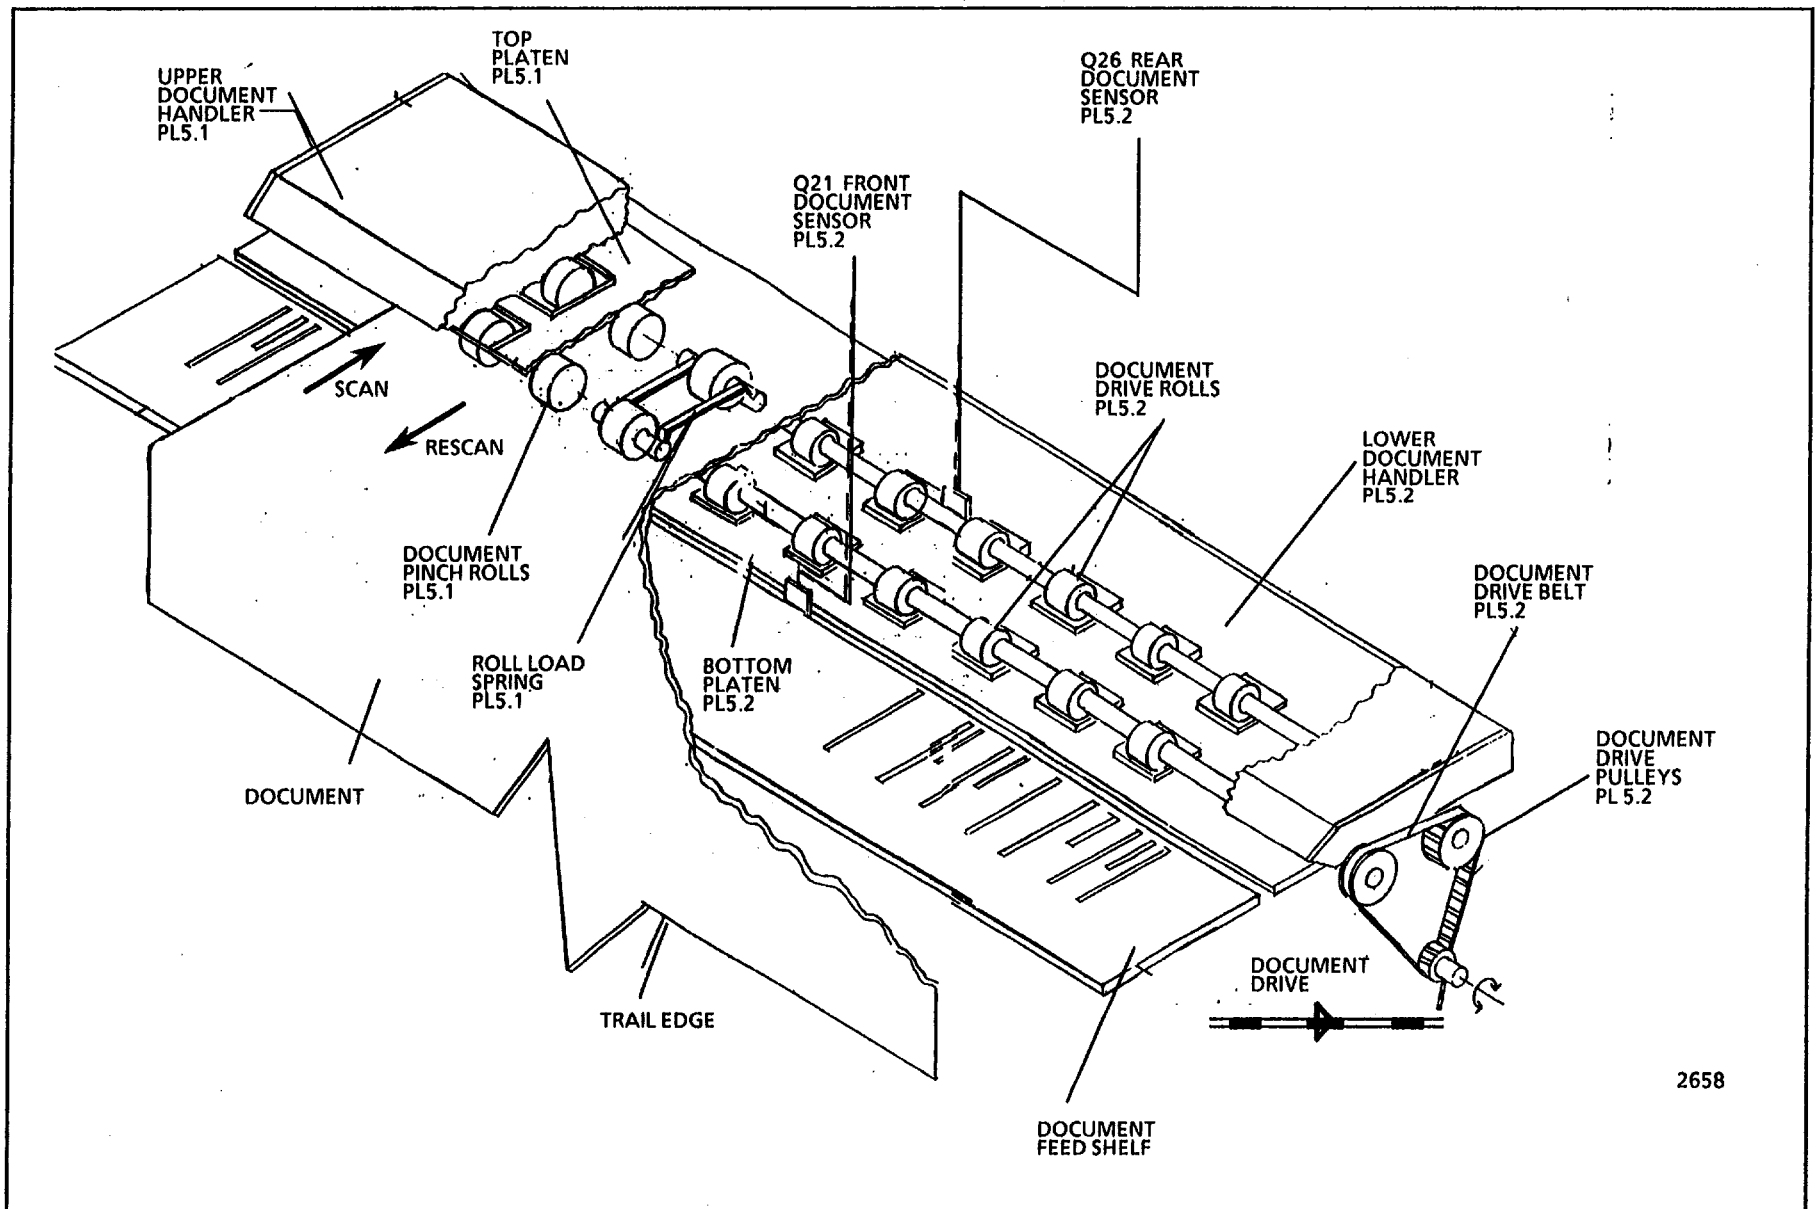 TOP
PLATEN
PL5.1
UPPER
DOCUMENT
HANDLER
PL5.1
Q26 REAR
DOCUMENT
SENSOR
PL5.2
Q21 FRONT
DOCUMENT
SENSOR
PL5.2
SCAN
RESCAN
DOCUMENT
DRIVE ROLLS
PL5.2
LOWER
DOCUMENT
HANDLER
PL5.2
DOCUMENT
PINCH ROLLS
PL5.1
DOCUMENT
DRIVE BELT
PL5.2
ROLL LOAD
SPRING
PL5.1
BOTTOM
PLATEN
PL5.2
DOCUMENT
DRIVE
PULLEYS
PL 5.2
DOCUMENT
DOCUMENT
DRIVE
TRAIL EDGE
2658
DOCUMENT
FEED SHELF